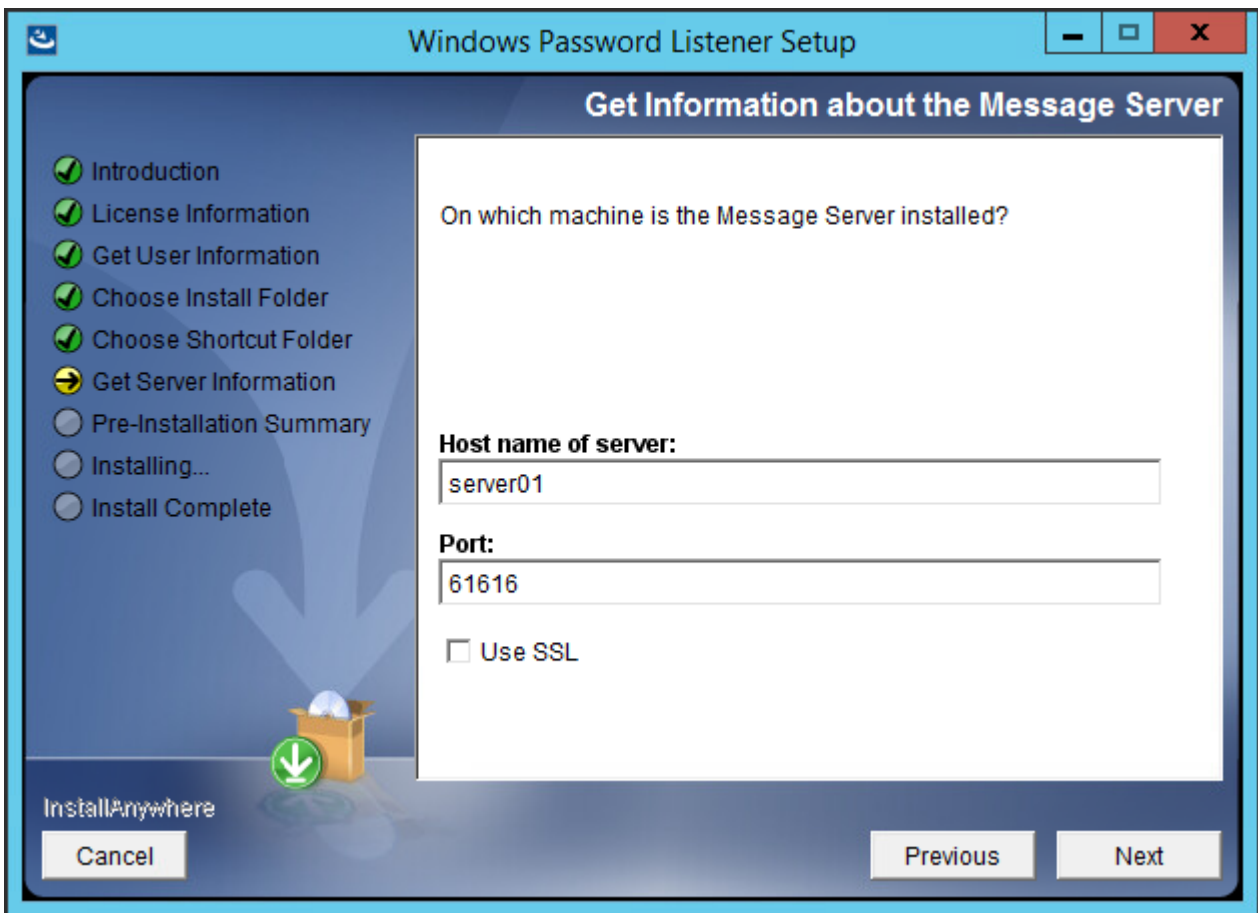 Windows Password Listener Setup
Get Information about the Message Server
Introduction
License Information
Get User Information
Choose Install Folder
Choose Shortcut Folder
Get Server Information
Pre-Installation Summary
Installing...
Install Complete
On which machine is the Message Server installed?
Host name of server:
server01
Port:
61616
Use SSL
InstallAnywhere
Cancel
Previous
Next